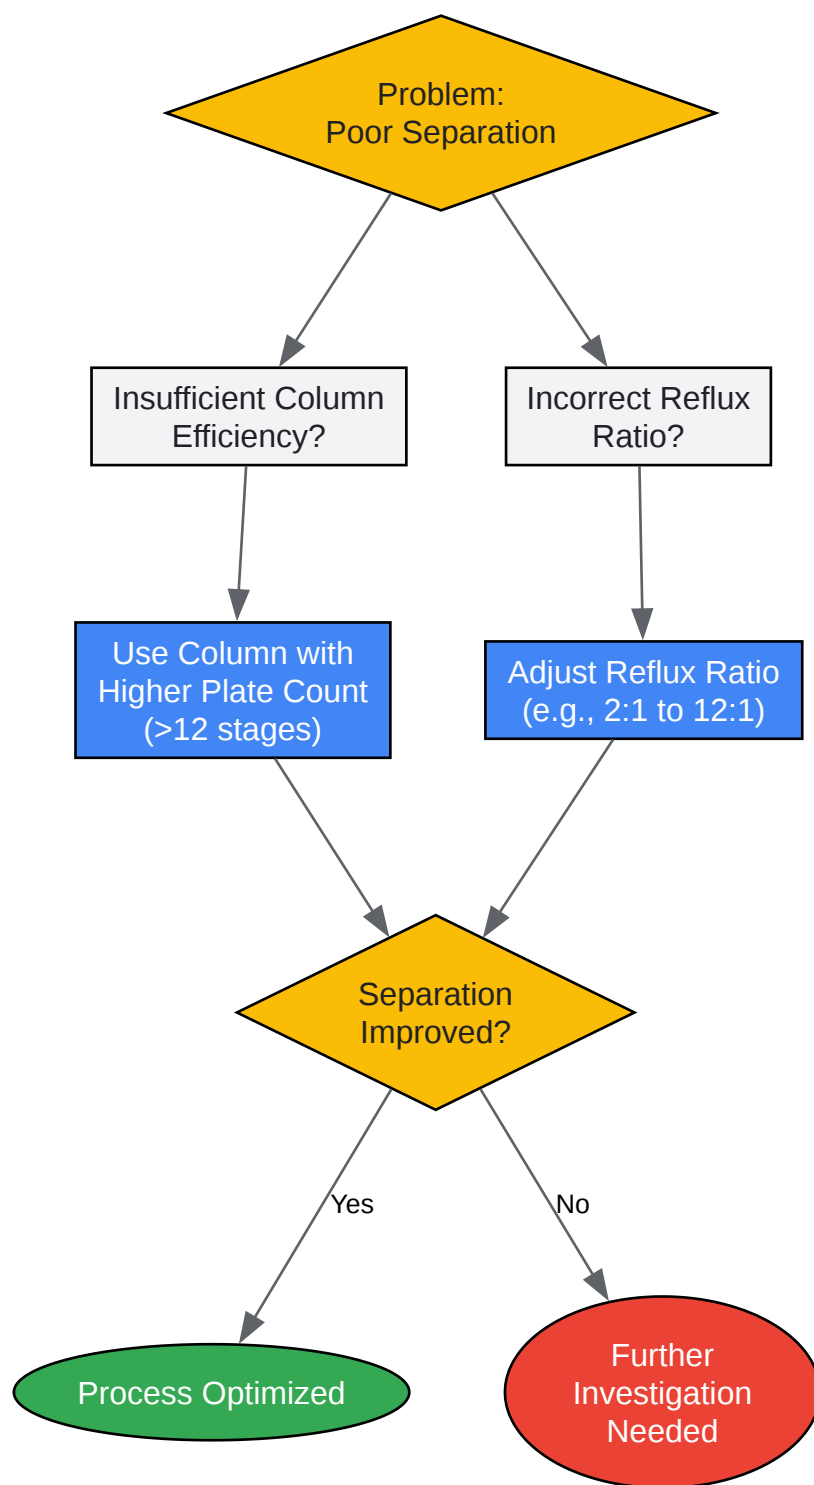 Problem:
Poor Separation
Insufficient Column
Efficiency?
Incorrect Reflux
Ratio?
Use Column with
Higher Plate Count
(>12 stages)
Adjust Reflux Ratio
(e.g., 2:1 to 12:1)
Separation
Improved?
Yes
No
Process Optimized
Further
Investigation
Needed